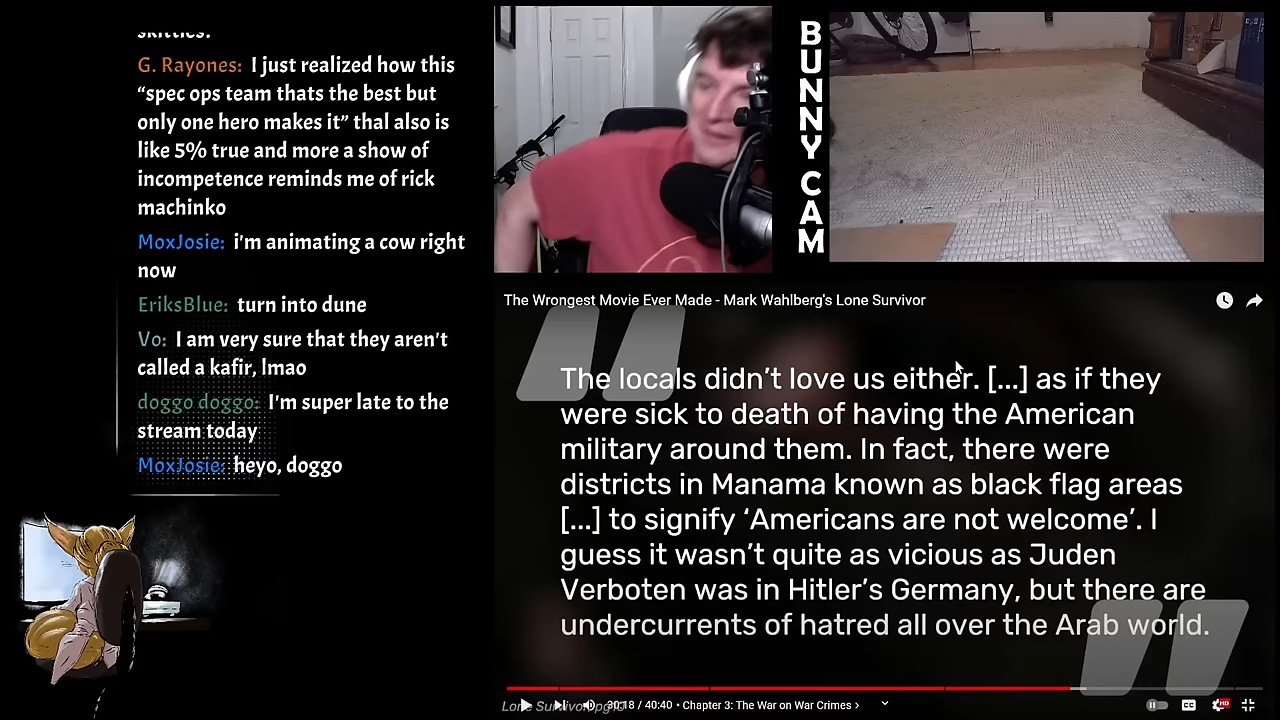 skittles.
G. Rayones: I just realized how this
“spec ops team thats the best but
only one hero makes it” thal also is
like 5% true and more a show of
incompetence reminds me of rick
machinko
MoxJosie: i'm animating a cow right
now
EriksBlue: turn into dune
Vo: I am very sure that they aren't
called a kafir, lmao
doggo doggo: I'm super late to the
stream today
MoxJosie: heyo, doggo
BUNNY CAM
The Wrongest Movie Ever Made - Mark Wahlberg's Lone Survivor
The locals didn’t love us either. [...] as if they
were sick to death of having the American
military around them. In fact, there were
districts in Manama known as black flag areas
[...] to signify ‘Americans are not welcome’. I
guess it wasn’t quite as vicious as Juden
Verboten was in Hitler’s Germany, but there are
undercurrents of hatred all over the Arab world.
30:18 / 40:40 • Chapter 3: The War on War Crimes ›
CC
HD